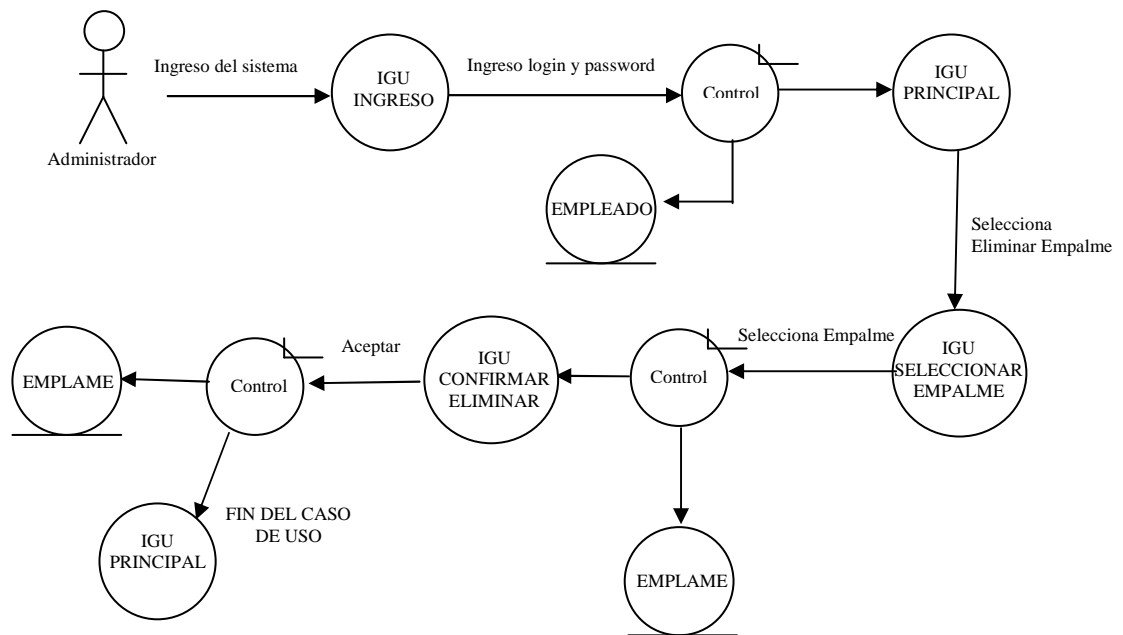 Ingreso del sistema
IGU
INGRESO
Ingreso login y password
Control
IGU
PRINCIPAL
Administrador
EMPLEADO
Selecciona
Eliminar Empalme
IGU
SELECCIONAR
EMPALME
Selecciona Empalme
Control
IGU
CONFIRMAR
ELIMINAR
Aceptar
Control
EMPLAME
FIN DEL CASO
DE USO
IGU
PRINCIPAL
EMPLAME